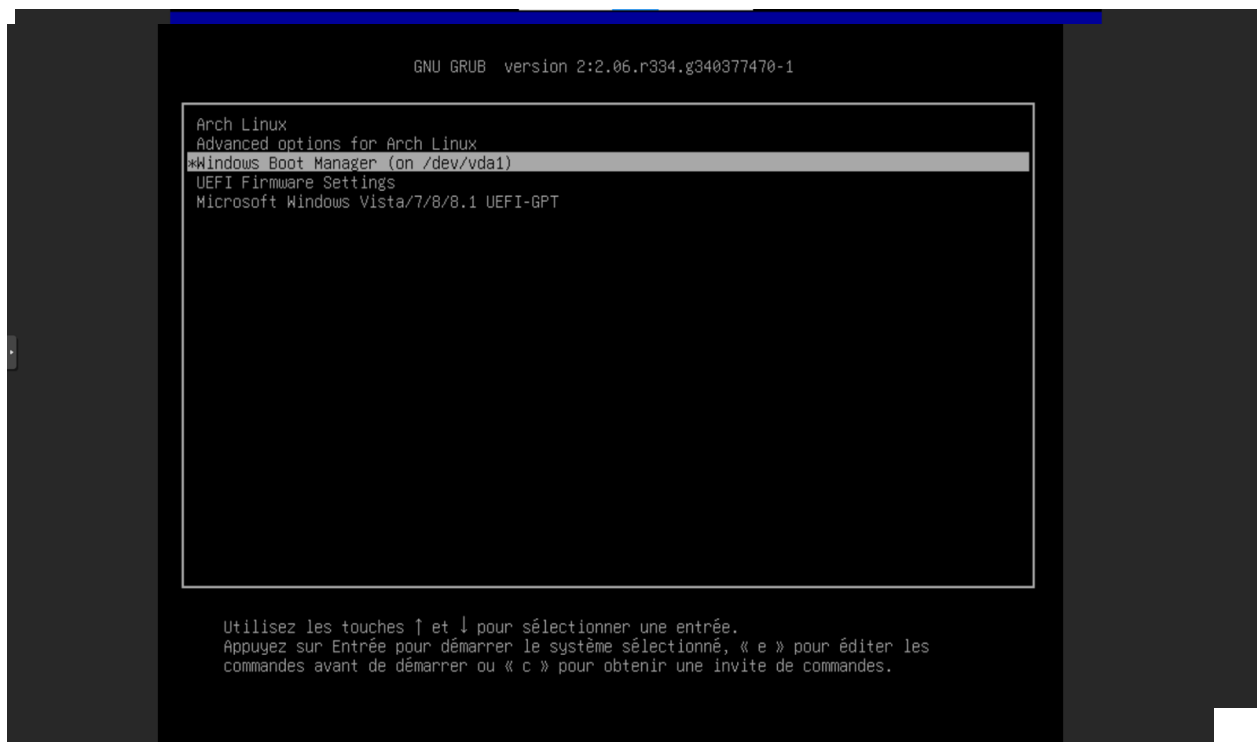 GNU GRUB  version 2:2.06.r334.g340377470-1
Arch Linux
Advanced options for Arch Linux
*Windows Boot Manager (on /dev/vda1)
UEFI Firmware Settings
Microsoft Windows Vista/7/8/8.1 UEFI-GPT
Utilisez les touches ↑ et ↓ pour sélectionner une entrée.
Appuyez sur Entrée pour démarrer le système sélectionné, « e » pour éditer les
commandes avant de démarrer ou « c » pour obtenir une invite de commandes.